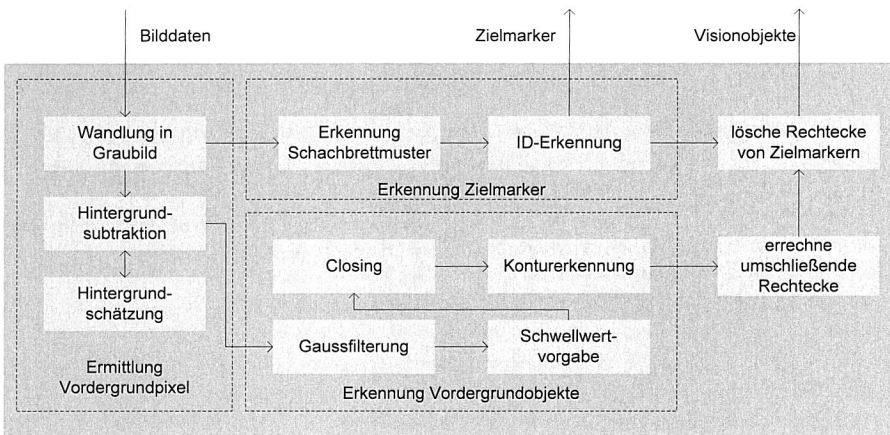 Bilddaten
Zielmarker
Visionobjekte
Wandlung in
Graubild
Erkennung
Schachbrettmuster
ID-Erkennung
lösche Rechtecke
von Zielmarkern
Erkennung Zielmarker
Hintergrund-
subtraktion
Closing
Konturerkennung
errechne
umschließende
Rechtecke
Hintergrund-
schätzung
Gaussfilterung
Schwellwert-
vorgabe
Ermittlung
Vordergrundpixel
Erkennung Vordergrundobjekte